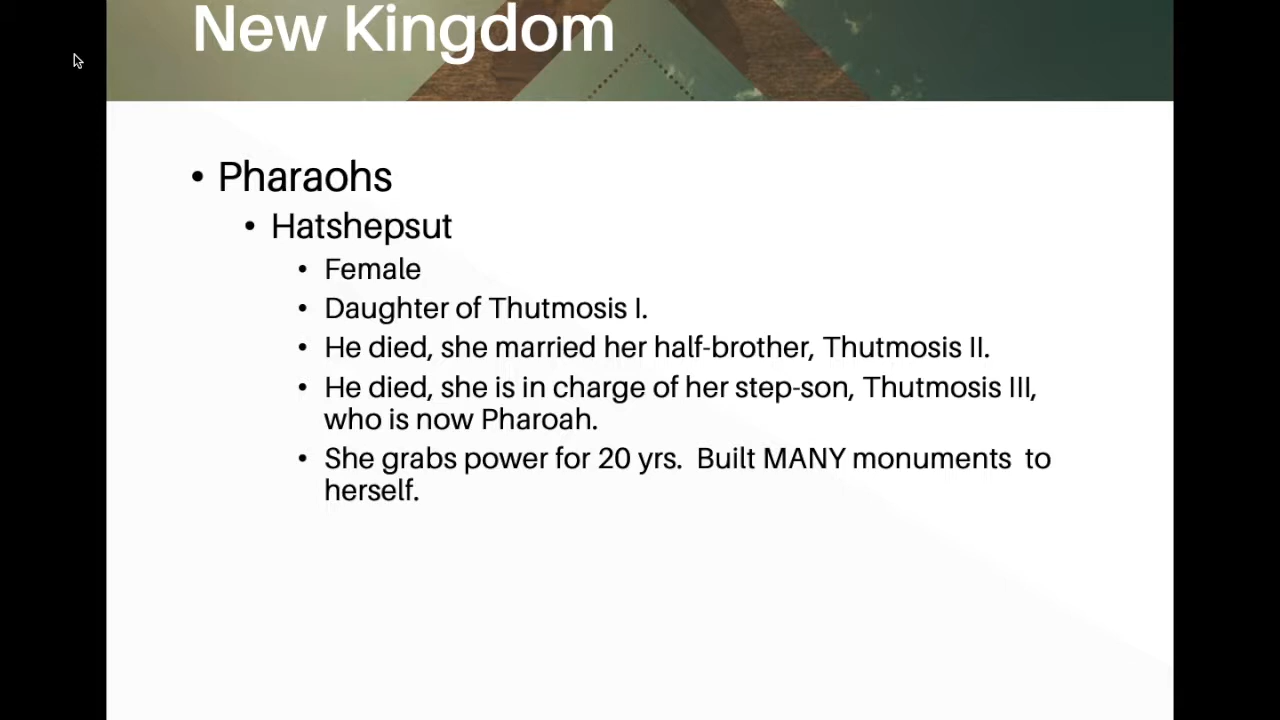 New Kingdom
• Pharaohs
• Hatshepsut
• Female
• Daughter of Thutmosis I.
• He died, she married her half-brother, Thutmosis II.
• He died, she is in charge of her step-son, Thutmosis III,
who is now Pharoah.
• She grabs power for 20 yrs.  Built MANY monuments  to
herself.